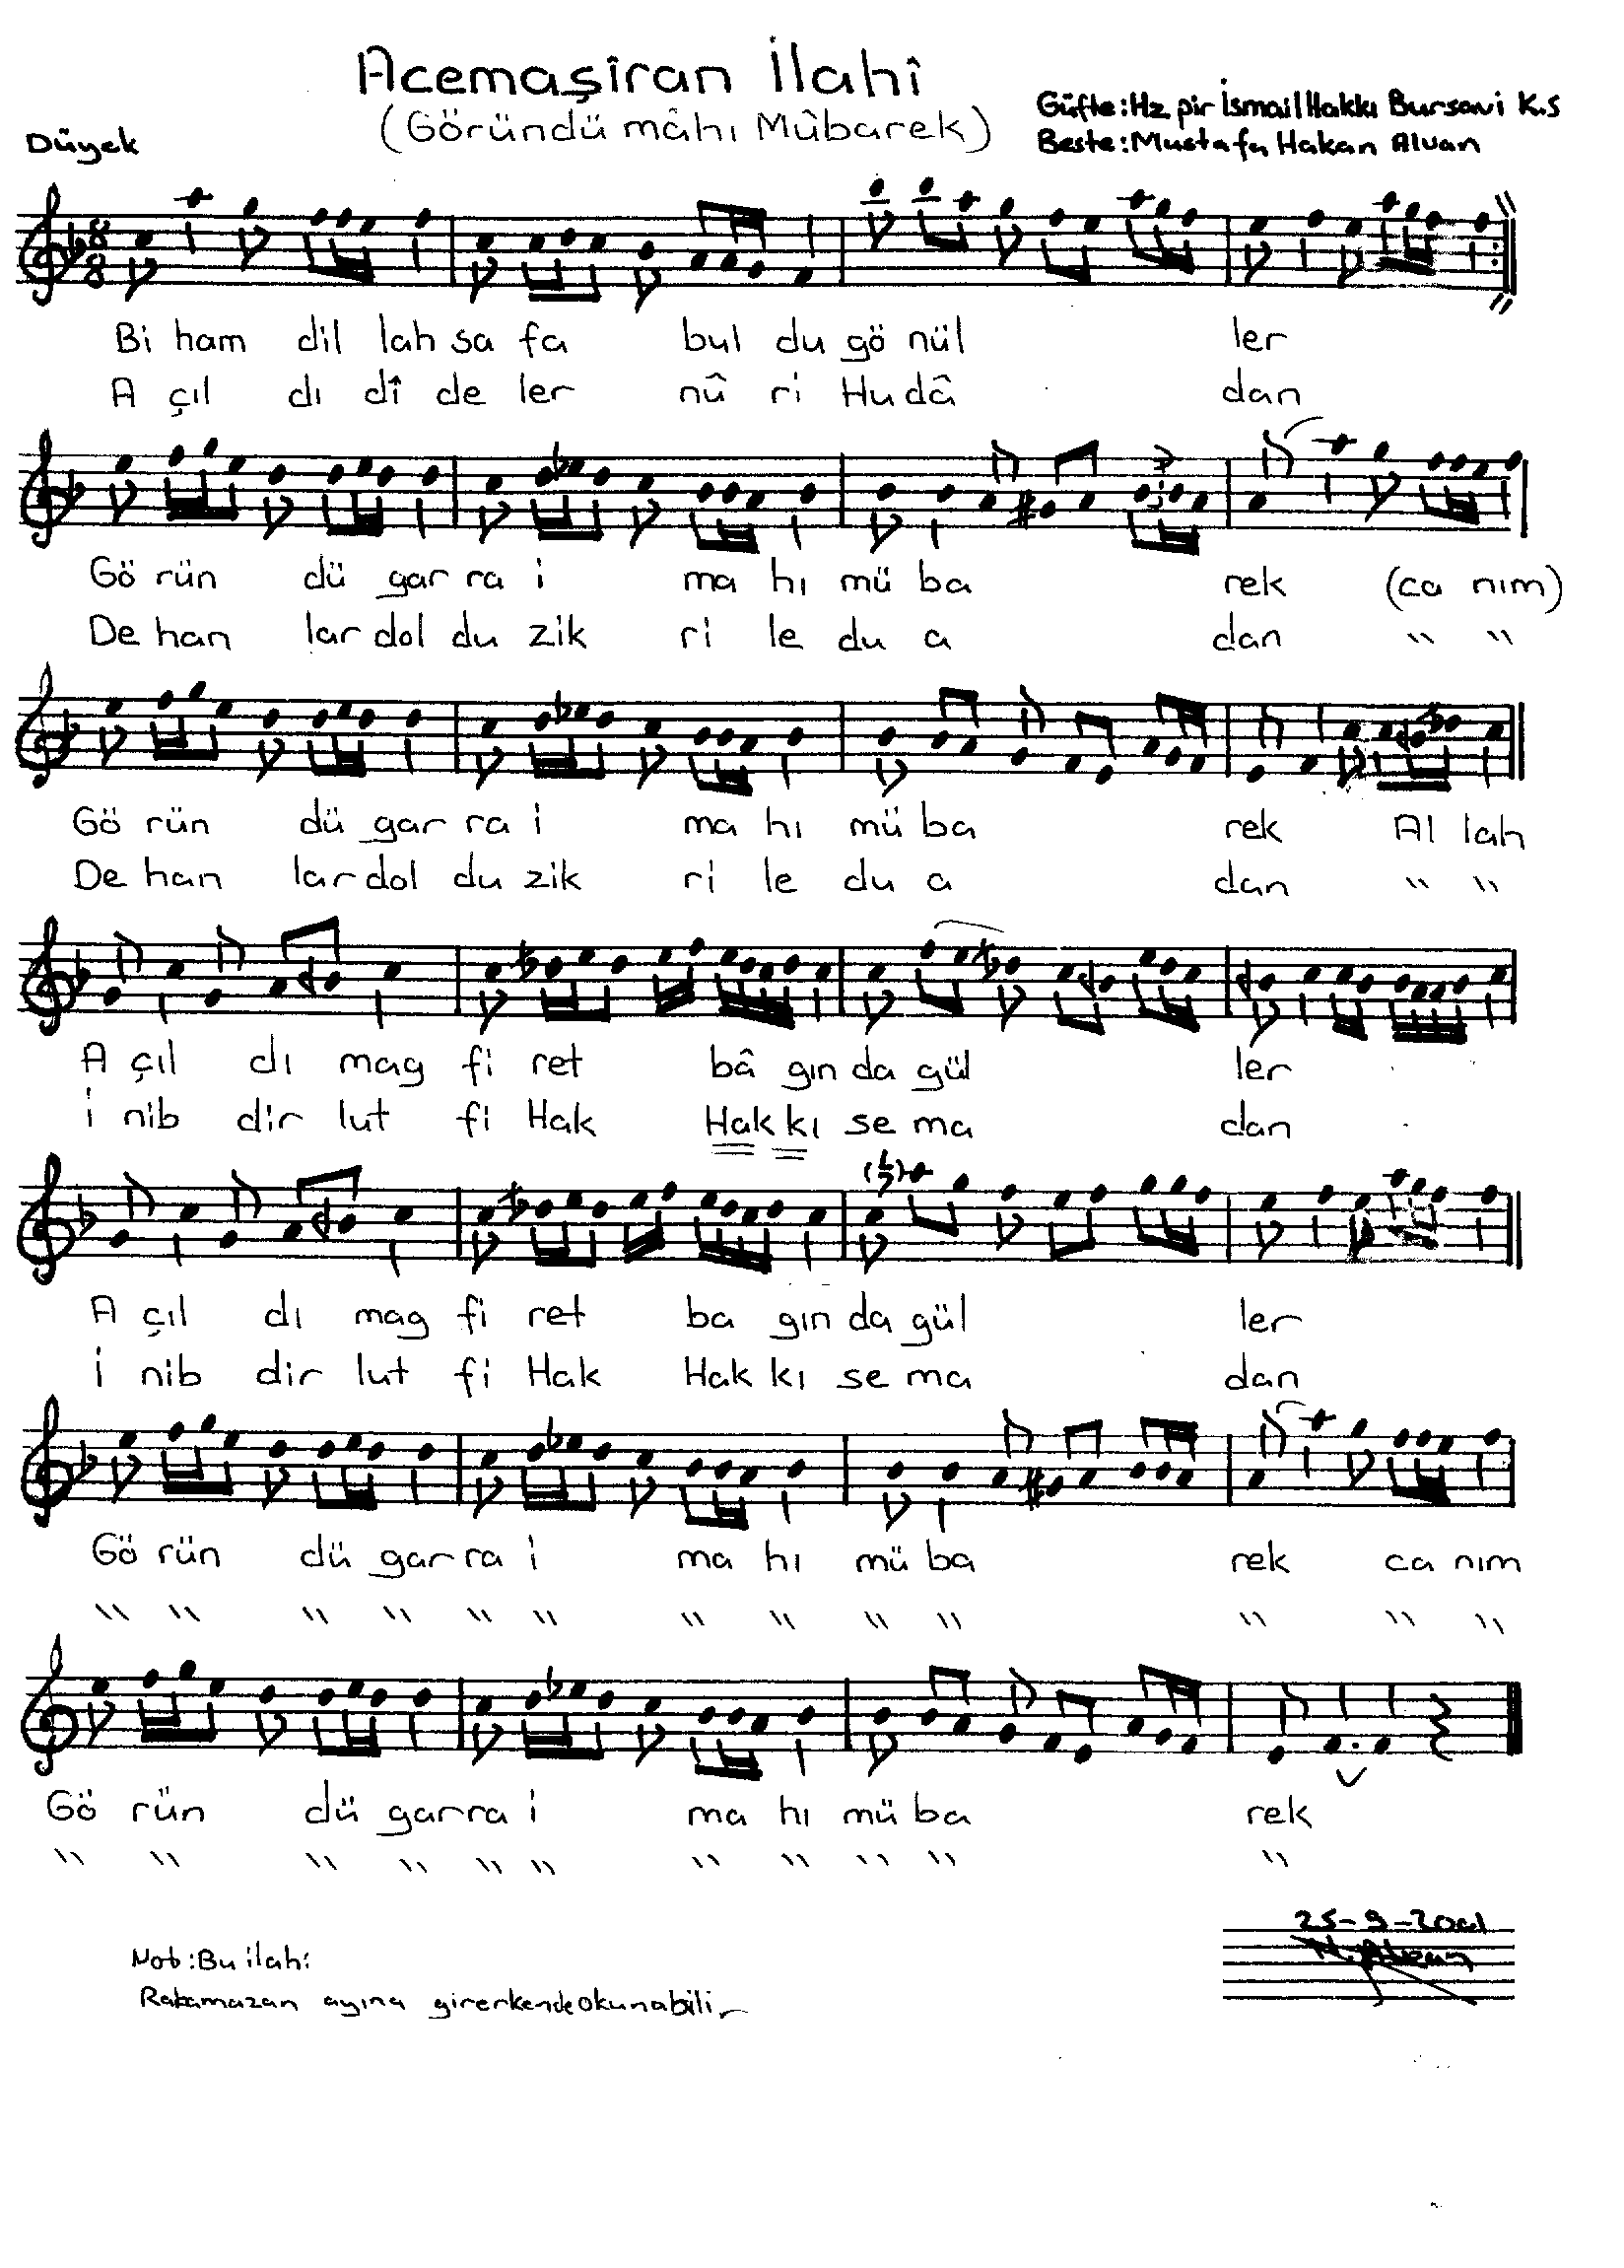 Acemaşîran İlahî
(Göründü mâhı Mûbarek)
Güfte:Hz pir İsmail Hakkı Bursavi K.S
Düyek
Beste:Mustafa Hakan Alvan
8
8
Bi ham dil lah sa fa bul du gö nül ler
A çıl dı dî de ler nû ri Hu dâ dan
Gö rün dü gar ra i ma hı mü ba rek (ca nım)
De han lar dol du zik ri le du a dan " "
Gö rün dü gar ra i ma hı mü ba rek Al lah
De han lar dol du zik ri le du a dan " "
A çıl dı mag fi ret bâ gın da gül ler
i nib dir lut fi Hak Hak kı se ma dan
A çıl dı mag fi ret ba gın da gül ler
İ nib dir lut fi Hak Hak kı se ma dan
Gö rün dü gar ra i ma hı mü ba rek ca nım
" " " " " " " " " " " " "
Gö rün dü gar ra i ma hı mü ba rek
" " " " " " " " " " "
25-9-2001
Not:Bu ilahi
ayına girerkende okunabilir